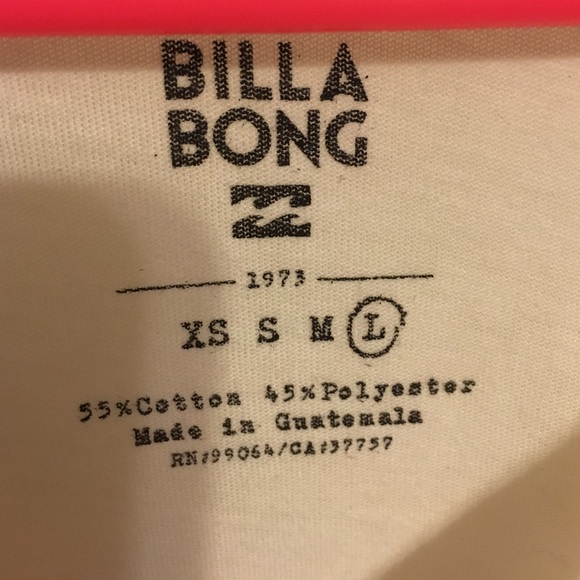 BILLA
BONG
1973
XS S M L
55%Cotton 45%Polyester
Made in Guatemala
RN#99064/CA#37757